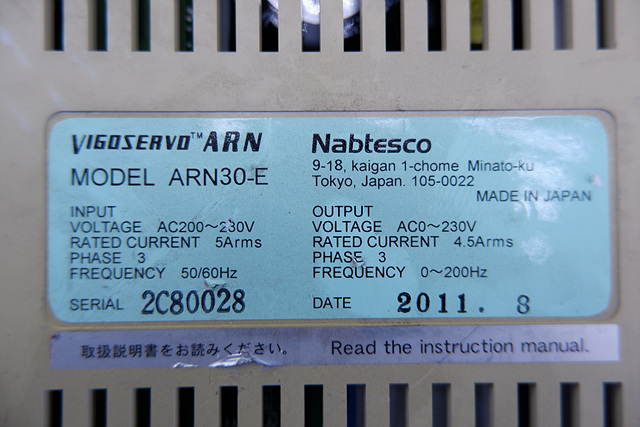 VIGOSERVO™ ARN
MODEL ARN30-E
INPUT
VOLTAGE AC200～230V
RATED CURRENT 5Arms
PHASE 3
FREQUENCY 50/60Hz
SERIAL 2C80028
Nabtesco
9-18, kaigan 1-chome Minato-ku
Tokyo, Japan. 105-0022
MADE IN JAPAN
OUTPUT
VOLTAGE AC0～230V
RATED CURRENT 4.5Arms
PHASE 3
FREQUENCY 0～200Hz
DATE 2011. 8
取扱説明書をお読みください。 Read the instruction manual.